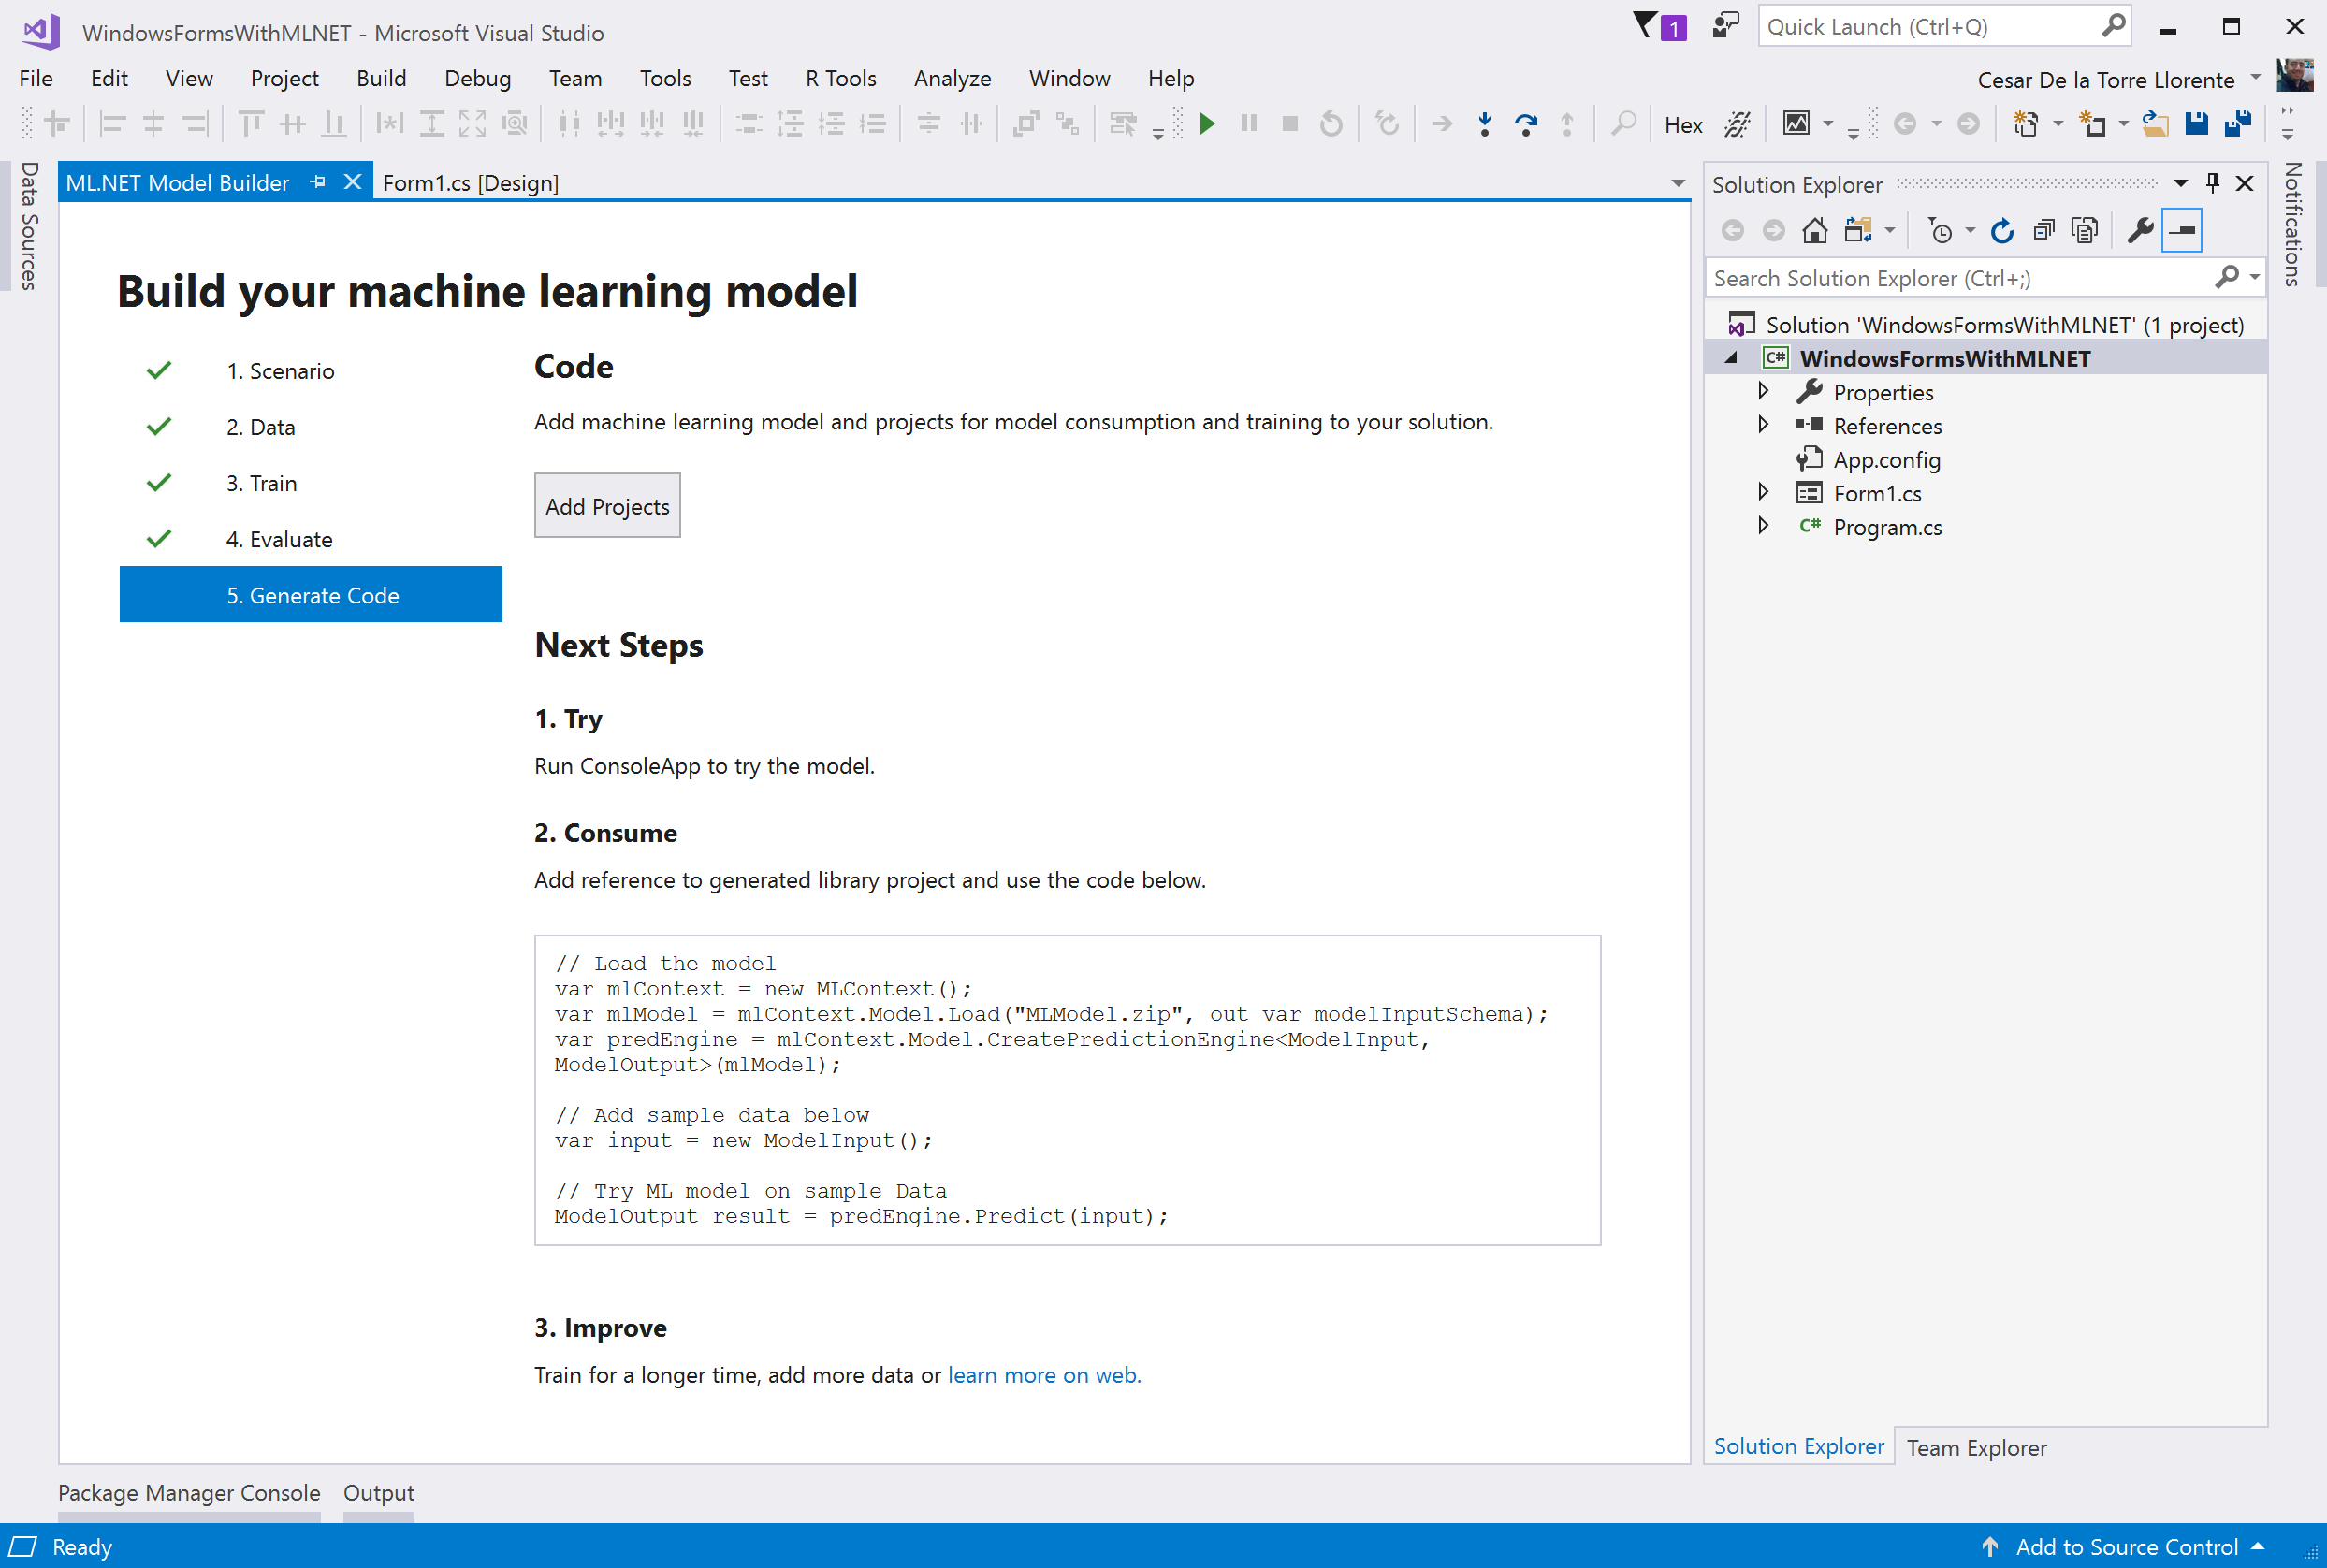 WindowsFormsWithMLNET - Microsoft Visual Studio
1
Quick Launch (Ctrl+Q)
File Edit View Project Build Debug Team Tools Test R Tools Analyze Window Help
Cesar De la Torre Llorente
Hex
Data Sources
ML.NET Model Builder
Form1.cs [Design]
Build your machine learning model
1. Scenario
2. Data
3. Train
4. Evaluate
5. Generate Code
Code
Add machine learning model and projects for model consumption and training to your solution.
Add Projects
Next Steps
1. Try
Run ConsoleApp to try the model.
2. Consume
Add reference to generated library project and use the code below.
// Load the model
var mlContext = new MLContext();
var mlModel = mlContext.Model.Load("MLModel.zip", out var modelInputSchema);
var predEngine = mlContext.Model.CreatePredictionEngine<ModelInput,
ModelOutput>(mlModel);
// Add sample data below
var input = new ModelInput();
// Try ML model on sample Data
ModelOutput result = predEngine.Predict(input);
3. Improve
Train for a longer time, add more data or learn more on web.
Solution Explorer
Search Solution Explorer (Ctrl+;)
Solution 'WindowsFormsWithMLNET' (1 project)
C# WindowsFormsWithMLNET
Properties
References
App.config
Form1.cs
C# Program.cs
Solution Explorer
Team Explorer
Notifications
Package Manager Console
Output
Ready
Add to Source Control